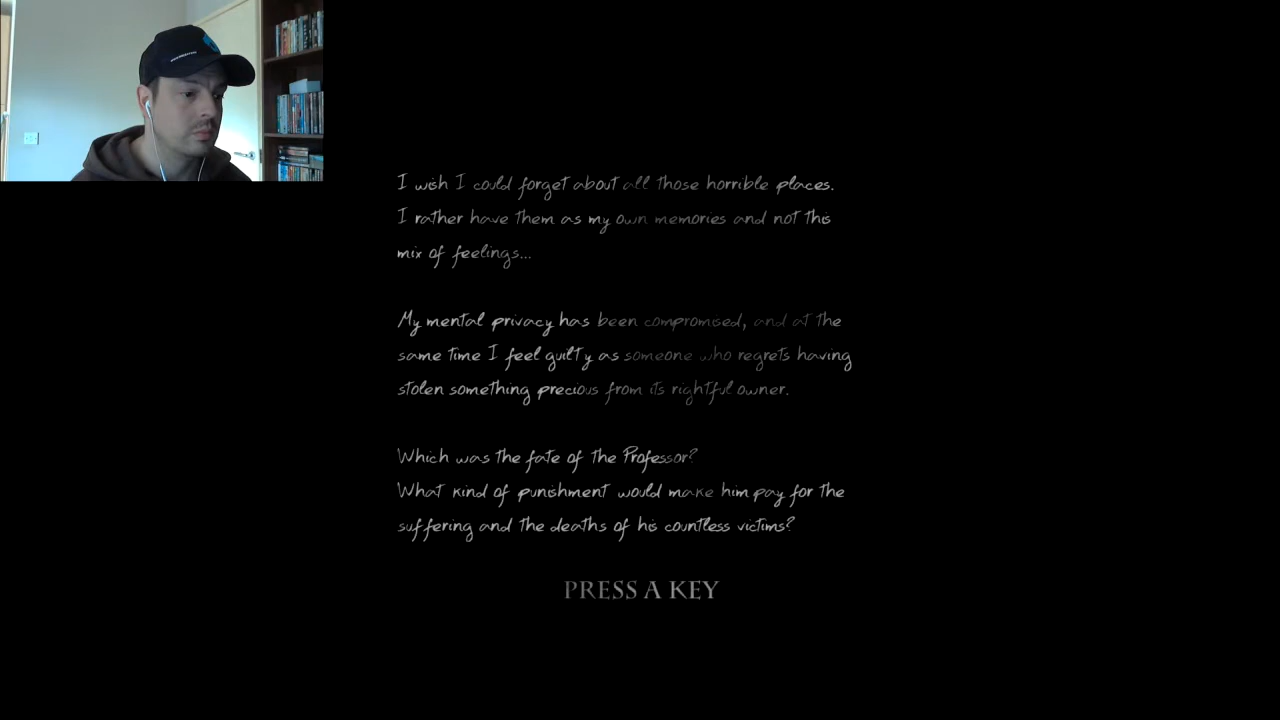 I wish I could forget about all those horrible places.
I rather have them as my own memories and not this
mix of feelings...
My mental privacy has been compromised, and at the
same time I feel guilty as someone who regrets having
stolen something precious from its rightful owner.
Which was the fate of the Professor?
What kind of punishment would make him pay for the
suffering and the deaths of his countless victims?
PRESS A KEY